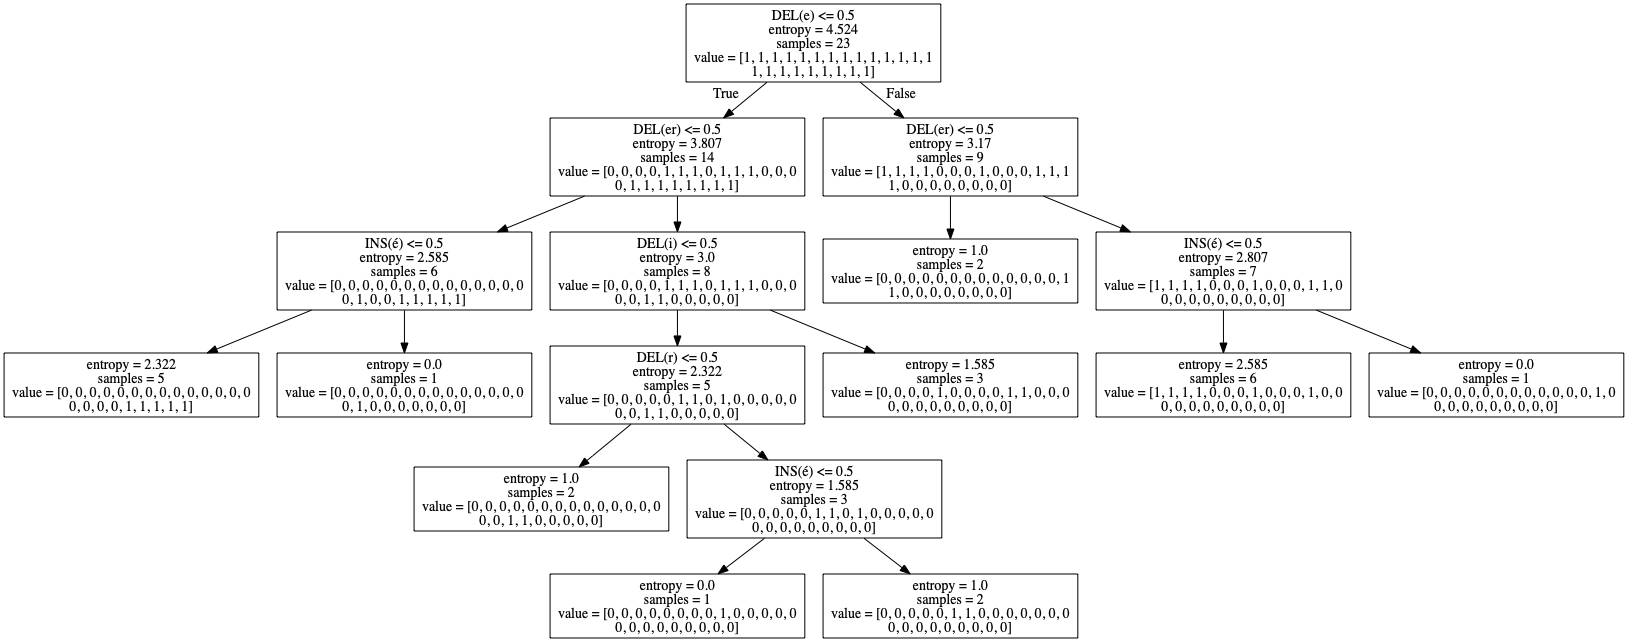 DEL(e) <= 0.5
entropy = 4.524
samples = 23
value = [1, 1, 1, 1, 1, 1, 1, 1, 1, 1, 1, 1, 1, 1
1, 1, 1, 1, 1, 1, 1, 1, 1]
True
False
DEL(er) <= 0.5
entropy = 3.807
samples = 14
value = [0, 0, 0, 0, 1, 1, 1, 0, 1, 1, 1, 0, 0, 0
0, 1, 1, 1, 1, 1, 1, 1, 1]
DEL(er) <= 0.5
entropy = 3.17
samples = 9
value = [1, 1, 1, 1, 0, 0, 0, 1, 0, 0, 0, 1, 1, 1
1, 0, 0, 0, 0, 0, 0, 0, 0]
INS(é) <= 0.5
entropy = 2.585
samples = 6
value = [0, 0, 0, 0, 0, 0, 0, 0, 0, 0, 0, 0, 0, 0
0, 1, 0, 0, 1, 1, 1, 1, 1]
DEL(i) <= 0.5
entropy = 3.0
samples = 8
value = [0, 0, 0, 0, 1, 1, 1, 0, 1, 1, 1, 0, 0, 0
0, 0, 1, 1, 0, 0, 0, 0, 0]
entropy = 1.0
samples = 2
value = [0, 0, 0, 0, 0, 0, 0, 0, 0, 0, 0, 0, 0, 1
1, 0, 0, 0, 0, 0, 0, 0, 0]
INS(é) <= 0.5
entropy = 2.807
samples = 7
value = [1, 1, 1, 1, 0, 0, 0, 1, 0, 0, 0, 1, 1, 0
0, 0, 0, 0, 0, 0, 0, 0, 0]
entropy = 2.322
samples = 5
value = [0, 0, 0, 0, 0, 0, 0, 0, 0, 0, 0, 0, 0, 0
0, 0, 0, 0, 1, 1, 1, 1, 1]
entropy = 0.0
samples = 1
value = [0, 0, 0, 0, 0, 0, 0, 0, 0, 0, 0, 0, 0, 0
0, 1, 0, 0, 0, 0, 0, 0, 0]
DEL(r) <= 0.5
entropy = 2.322
samples = 5
value = [0, 0, 0, 0, 0, 1, 1, 0, 1, 0, 0, 0, 0, 0
0, 0, 1, 1, 0, 0, 0, 0, 0]
entropy = 1.585
samples = 3
value = [0, 0, 0, 0, 1, 0, 0, 0, 0, 1, 1, 0, 0, 0
0, 0, 0, 0, 0, 0, 0, 0, 0]
entropy = 2.585
samples = 6
value = [1, 1, 1, 1, 0, 0, 0, 1, 0, 0, 0, 1, 0, 0
0, 0, 0, 0, 0, 0, 0, 0, 0]
entropy = 0.0
samples = 1
value = [0, 0, 0, 0, 0, 0, 0, 0, 0, 0, 0, 0, 1, 0
0, 0, 0, 0, 0, 0, 0, 0, 0]
entropy = 1.0
samples = 2
value = [0, 0, 0, 0, 0, 0, 0, 0, 0, 0, 0, 0, 0, 0
0, 0, 1, 1, 0, 0, 0, 0, 0]
INS(é) <= 0.5
entropy = 1.585
samples = 3
value = [0, 0, 0, 0, 0, 1, 1, 0, 1, 0, 0, 0, 0, 0
0, 0, 0, 0, 0, 0, 0, 0, 0]
entropy = 0.0
samples = 1
value = [0, 0, 0, 0, 0, 0, 0, 0, 1, 0, 0, 0, 0, 0
0, 0, 0, 0, 0, 0, 0, 0, 0]
entropy = 1.0
samples = 2
value = [0, 0, 0, 0, 0, 1, 1, 0, 0, 0, 0, 0, 0, 0
0, 0, 0, 0, 0, 0, 0, 0, 0]